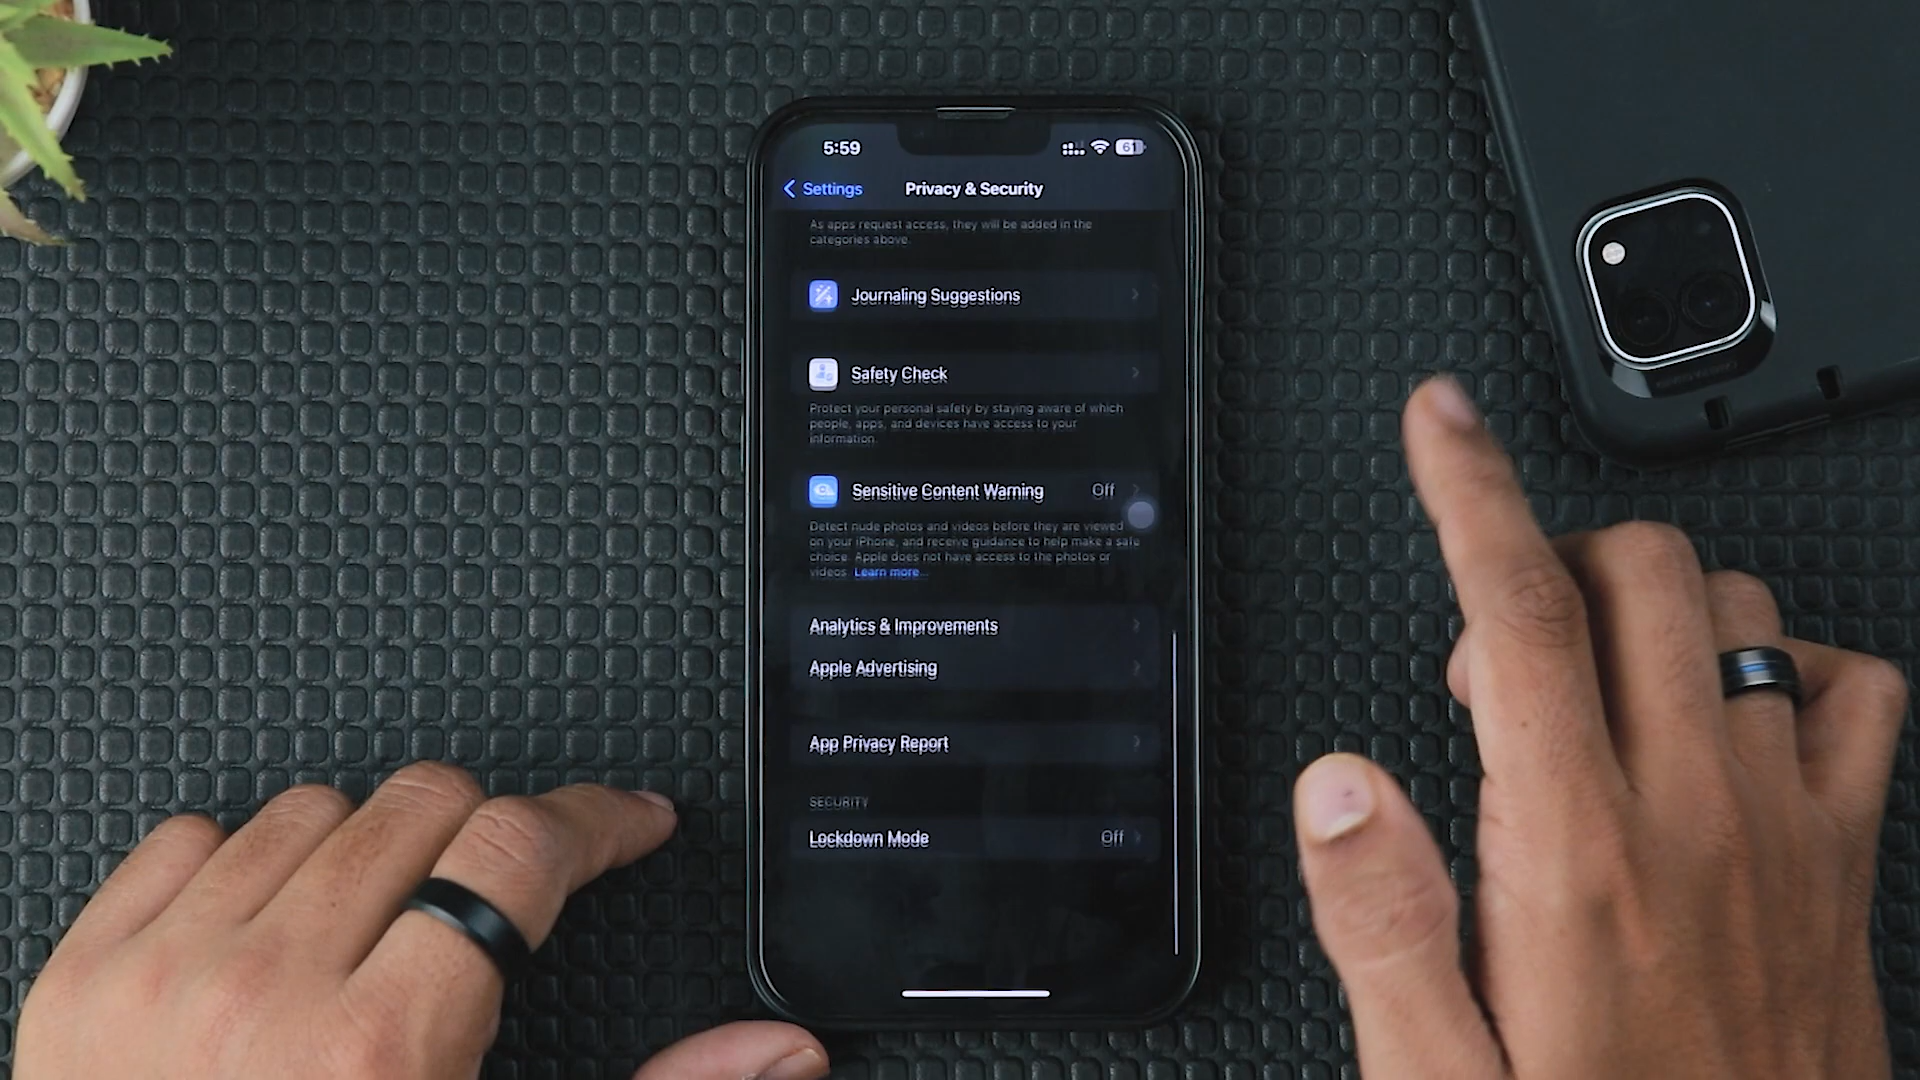 5:59
61
Settings
Privacy & Security
As apps request access, they will be added in the
categories above.
Journaling Suggestions
Safety Check
Protect your personal safety by staying aware of which
people, apps, and devices have access to your
information.
Sensitive Content Warning Off
Detect nude photos and videos before they are viewed
on your iPhone, and receive guidance to help make a safe
choice. Apple does not have access to the photos or
videos. Learn more...
Analytics & Improvements
Apple Advertising
App Privacy Report
SECURITY
Lockdown Mode Off